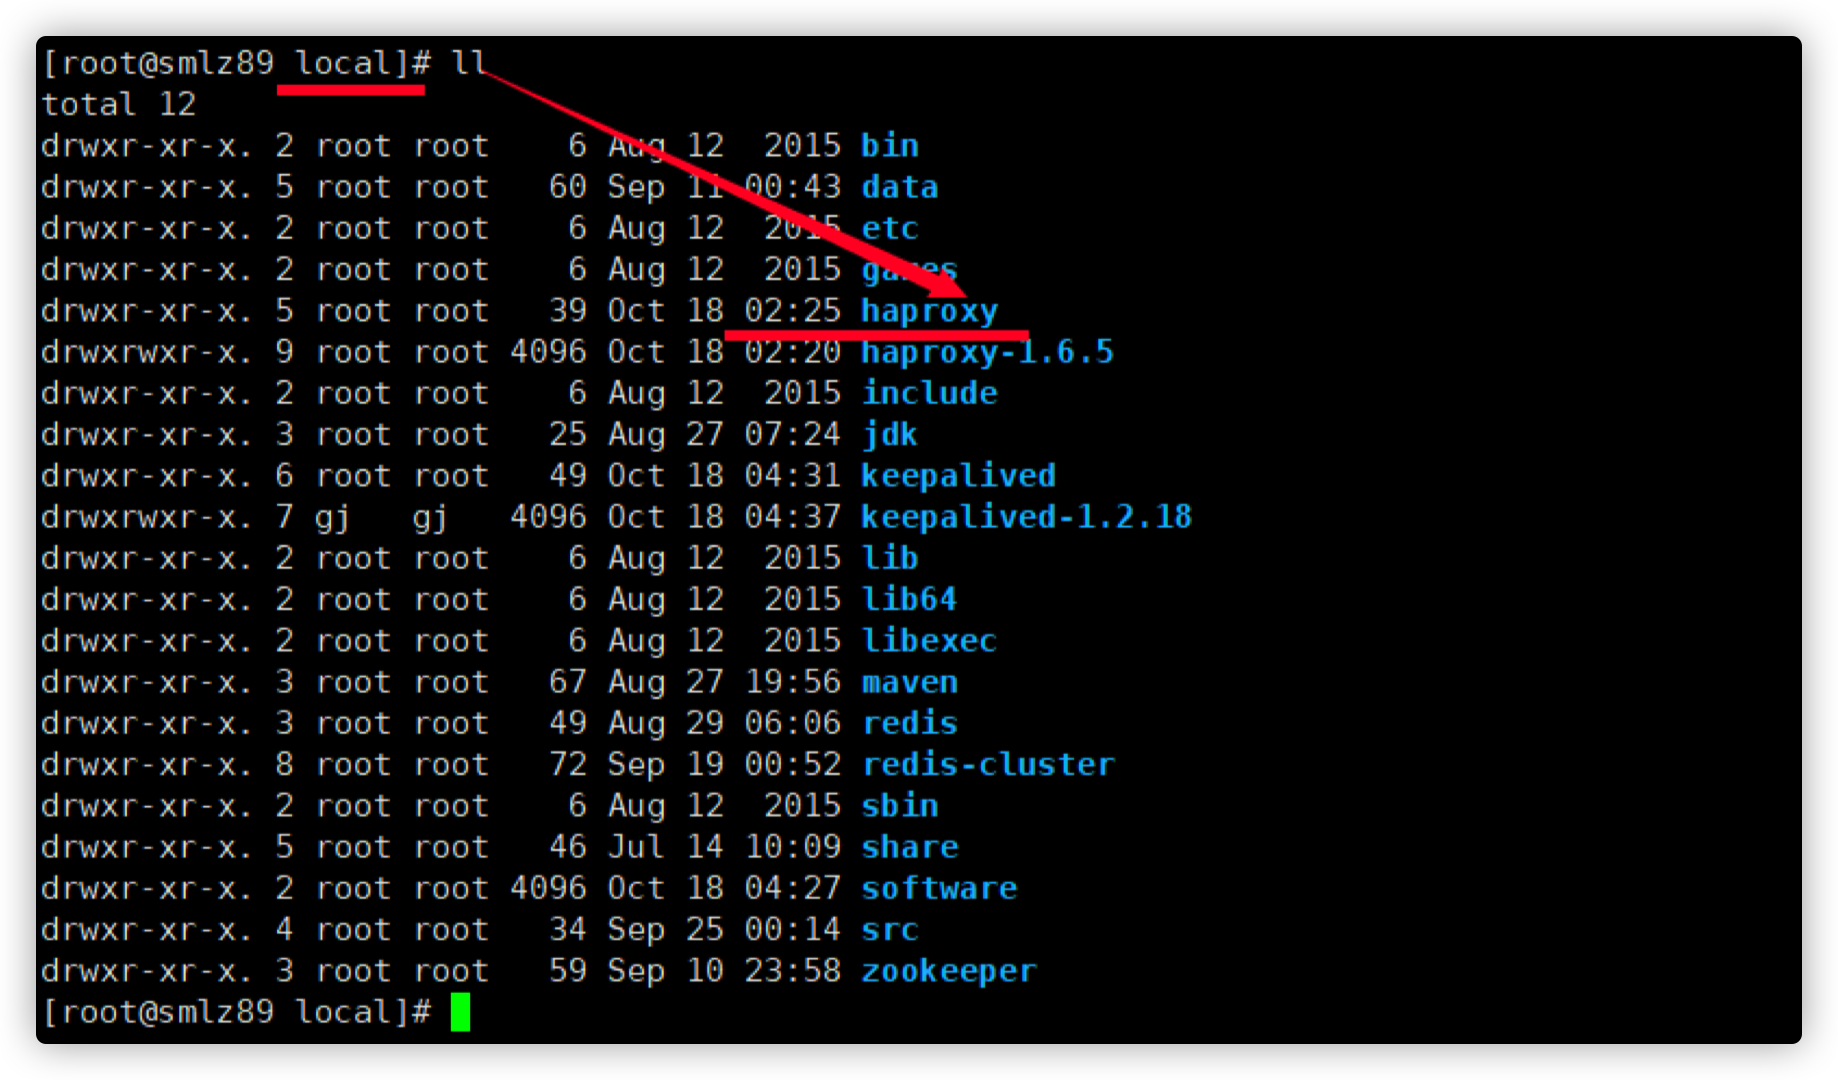 [root@smlz89 local]# ll
total 12
drwxr-xr-x. 2 root root    6 Aug 12  2015 bin
drwxr-xr-x. 5 root root   60 Sep 11 00:43 data
drwxr-xr-x. 2 root root    6 Aug 12  2015 etc
drwxr-xr-x. 2 root root    6 Aug 12  2015 games
drwxr-xr-x. 5 root root   39 Oct 18 02:25 haproxy
drwxrwxr-x. 9 root root 4096 Oct 18 02:20 haproxy-1.6.5
drwxr-xr-x. 2 root root    6 Aug 12  2015 include
drwxr-xr-x. 3 root root   25 Aug 27 07:24 jdk
drwxr-xr-x. 6 root root   49 Oct 18 04:31 keepalived
drwxrwxr-x. 7 gj   gj   4096 Oct 18 04:37 keepalived-1.2.18
drwxr-xr-x. 2 root root    6 Aug 12  2015 lib
drwxr-xr-x. 2 root root    6 Aug 12  2015 lib64
drwxr-xr-x. 2 root root    6 Aug 12  2015 libexec
drwxr-xr-x. 3 root root   67 Aug 27 19:56 maven
drwxr-xr-x. 3 root root   49 Aug 29 06:06 redis
drwxr-xr-x. 8 root root   72 Sep 19 00:52 redis-cluster
drwxr-xr-x. 2 root root    6 Aug 12  2015 sbin
drwxr-xr-x. 5 root root   46 Jul 14 10:09 share
drwxr-xr-x. 2 root root 4096 Oct 18 04:27 software
drwxr-xr-x. 4 root root   34 Sep 25 00:14 src
drwxr-xr-x. 3 root root   59 Sep 10 23:58 zookeeper
[root@smlz89 local]#